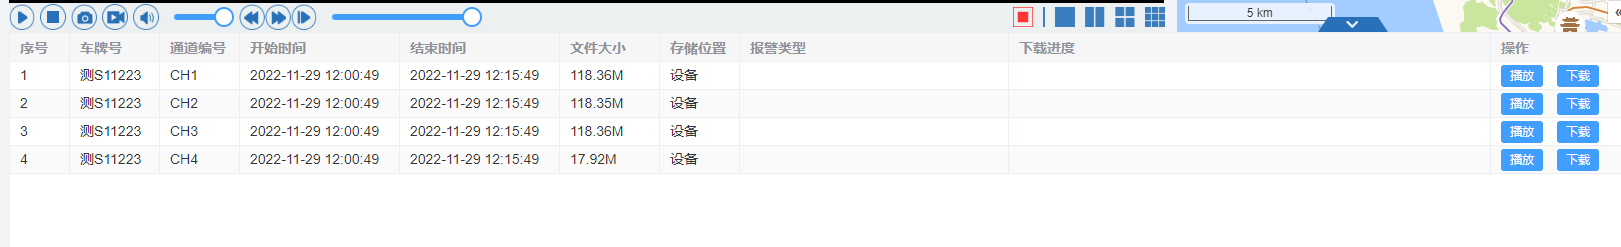 5 km
序号 车牌号 通道编号 开始时间 结束时间 文件大小 存储位置 报警类型 下载进度 操作
1 测S11223 CH1 2022-11-29 12:00:49 2022-11-29 12:15:49 118.36M 设备 播放 下载
2 测S11223 CH2 2022-11-29 12:00:49 2022-11-29 12:15:49 118.35M 设备 播放 下载
3 测S11223 CH3 2022-11-29 12:00:49 2022-11-29 12:15:49 118.36M 设备 播放 下载
4 测S11223 CH4 2022-11-29 12:00:49 2022-11-29 12:15:49 17.92M 设备 播放 下载